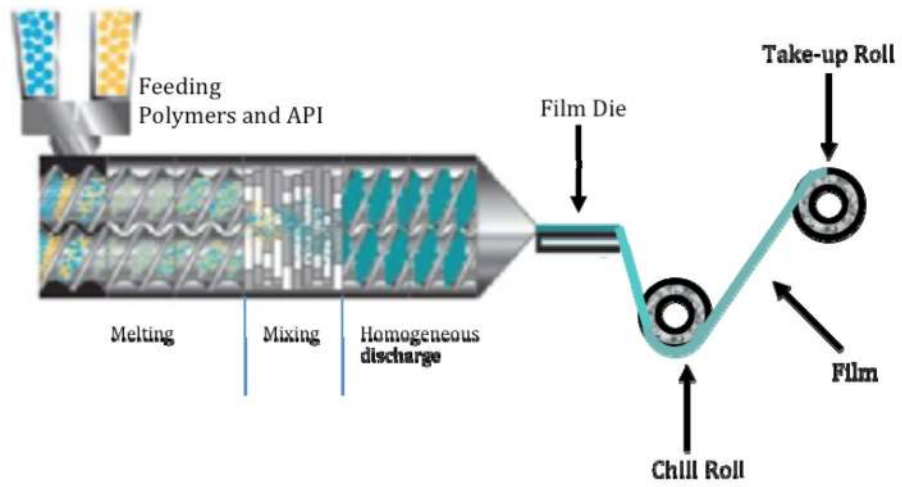 Feeding
Polymers and API
Film Die
Take-up Roll
Melting
Mixing
Homogeneous
discharge
Film
Chill Roll